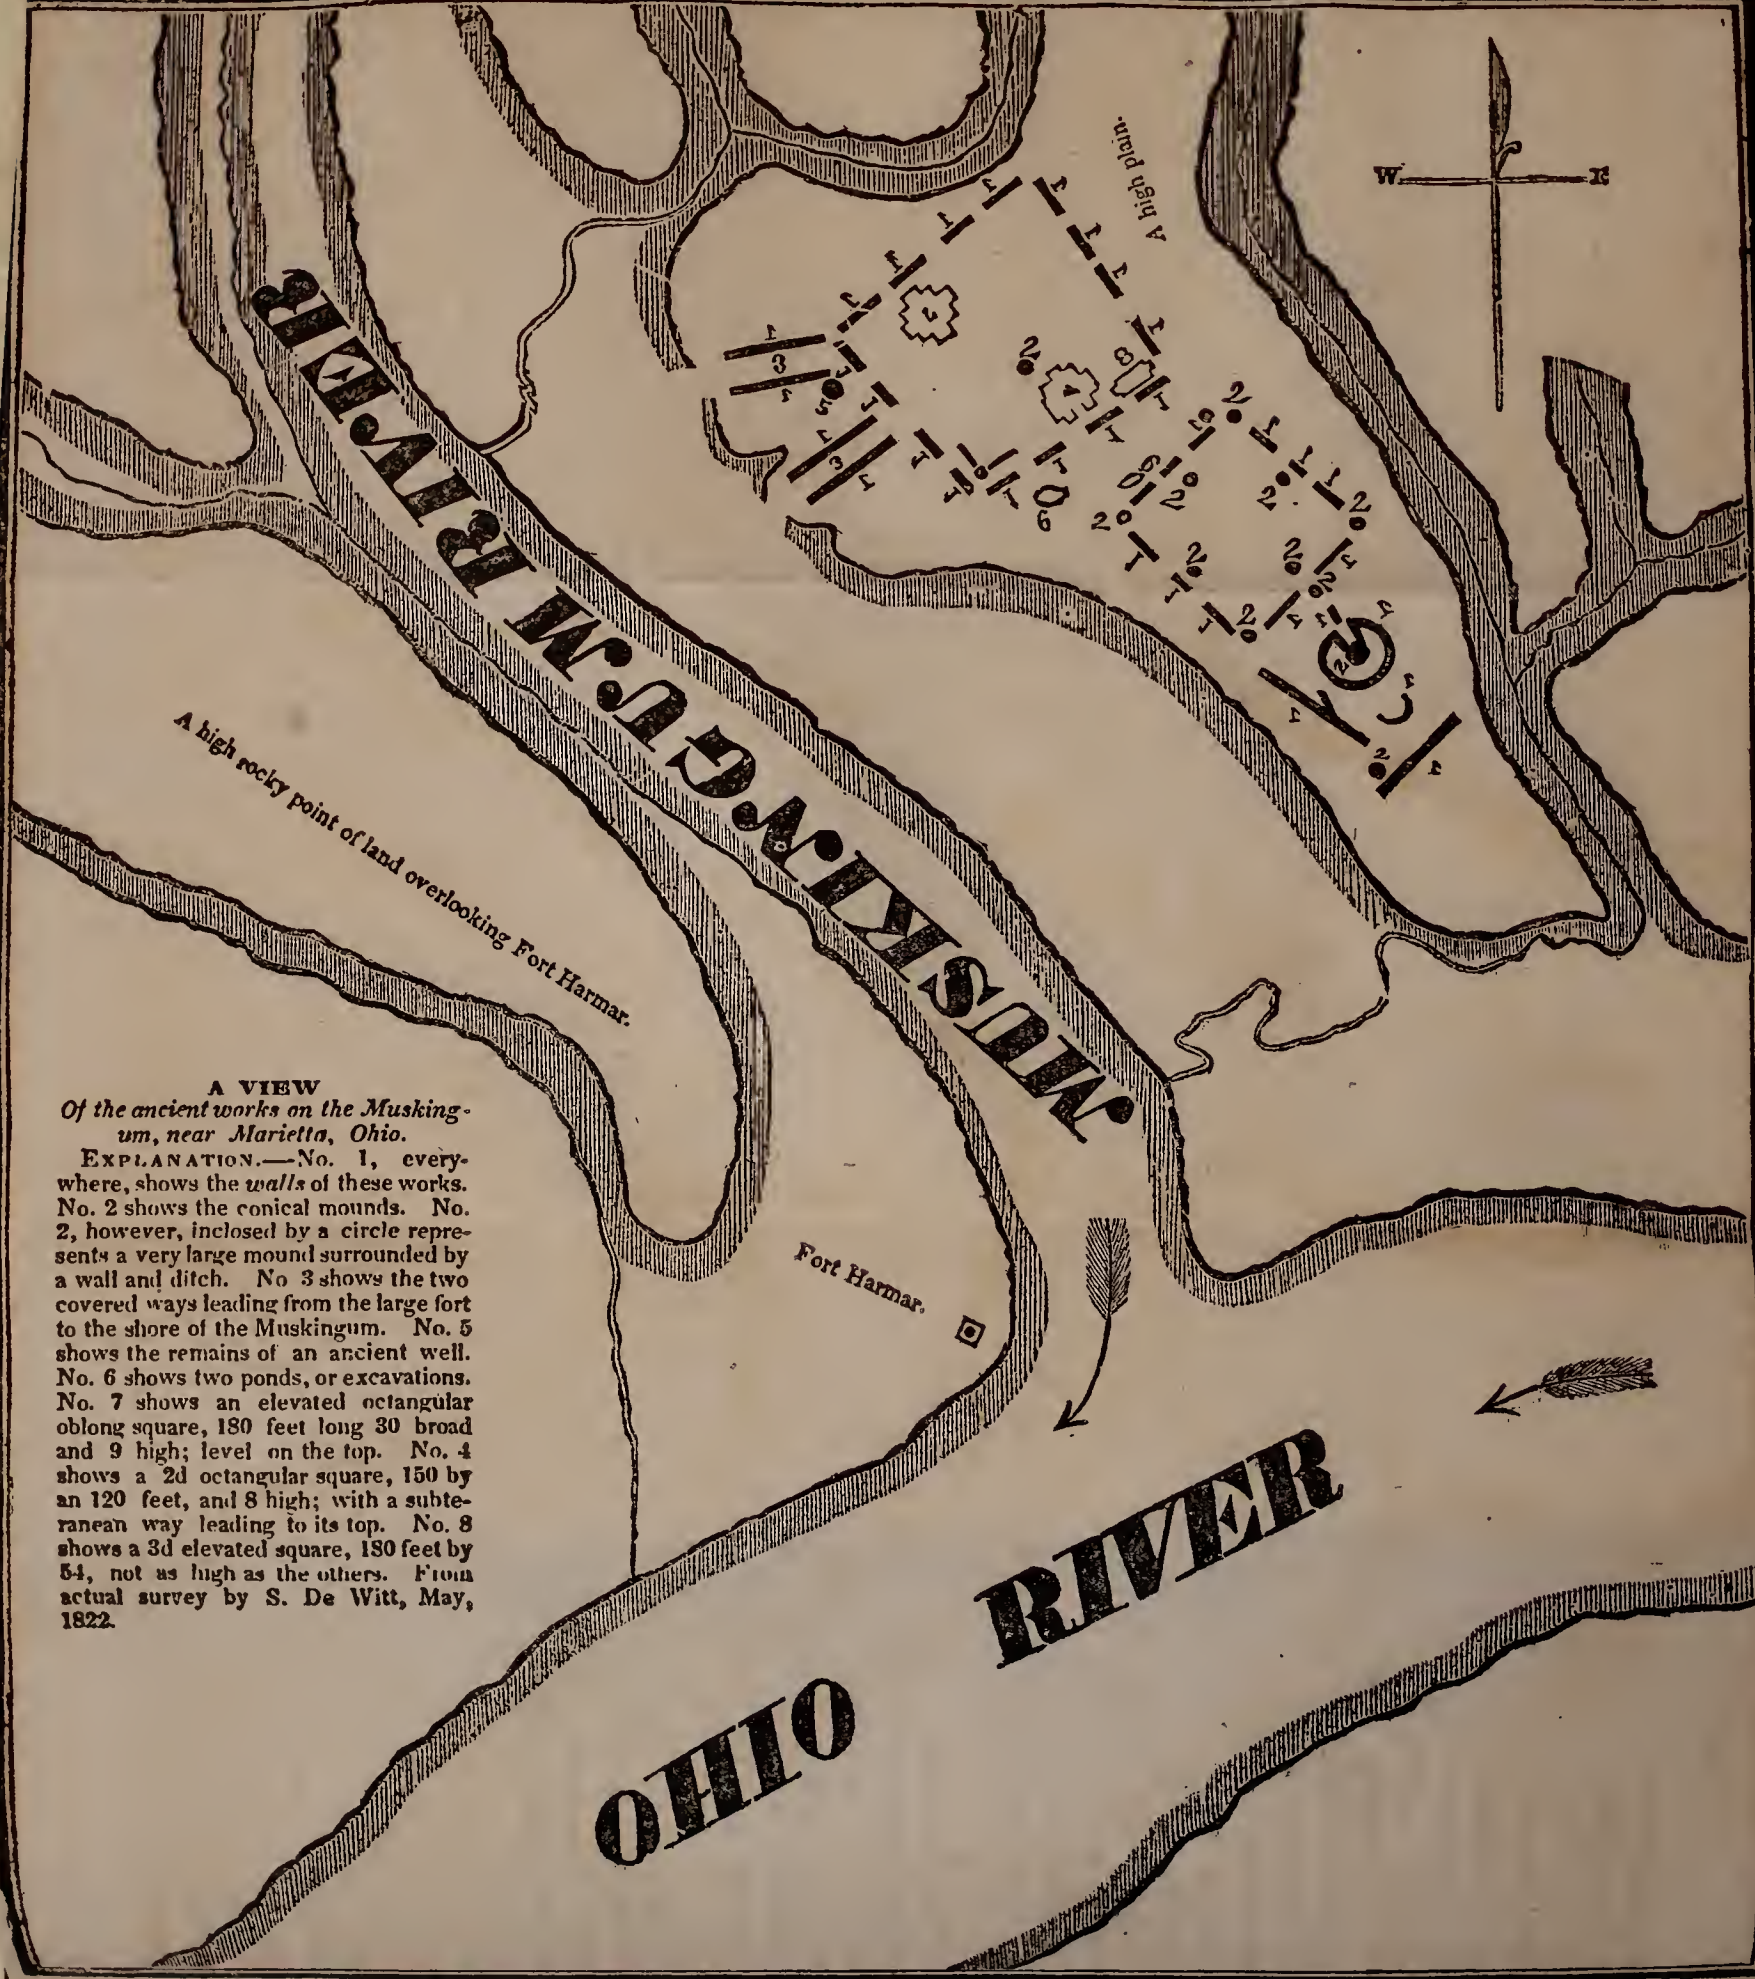 A high plain.
W E
MUSKINGUM RIVER
A high rocky point of land overlooking Fort Harmar.
A VIEW
Of the ancient works on the Musking-
um, near Marietta, Ohio.
EXPLANATION.—No. 1, every-
where, shows the walls of these works.
No. 2 shows the conical mounds. No.
2, however, inclosed by a circle repre-
sents a very large mound surrounded by
a wall and ditch. No 3 shows the two
covered ways leading from the large fort
to the shore of the Muskingum. No. 5
shows the remains of an ancient well.
No. 6 shows two ponds, or excavations.
No. 7 shows an elevated octangular
oblong square, 180 feet long 30 broad
and 9 high; level on the top. No. 4
shows a 2d octangular square, 150 by
an 120 feet, and 8 high; with a subte-
ranean way leading to its top. No. 8
shows a 3d elevated square, 180 feet by
54, not as high as the others. From
actual survey by S. De Witt, May,
1822.
Fort Harmar.
OHIO RIVER